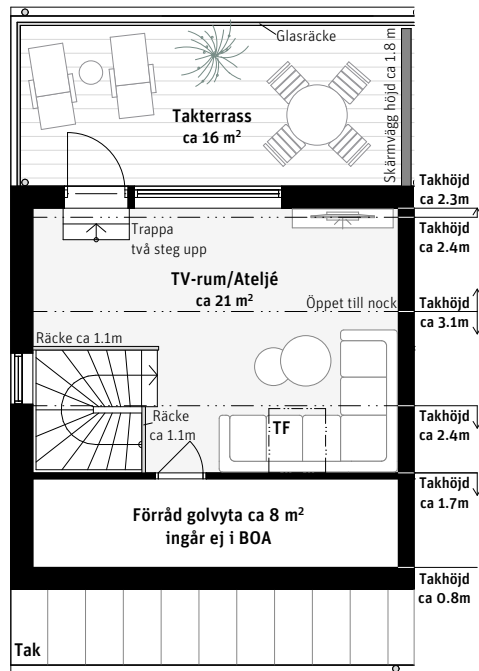 Glasräcke
Takterrass
ca 16 m²
Skärmvägg höjd ca 1.8 m
Takhöjd
ca 2.3m
Takhöjd
ca 2.4m
Trappa
två steg upp
TV-rum/Ateljé
ca 21 m²
Öppet till nock
Takhöjd
ca 3.1m
Räcke ca 1.1m
Räcke
ca 1.1m
TF
Takhöjd
ca 2.4m
Takhöjd
ca 1.7m
Förråd golvyta ca 8 m²
ingår ej i BOA
Takhöjd
ca 0.8m
Tak